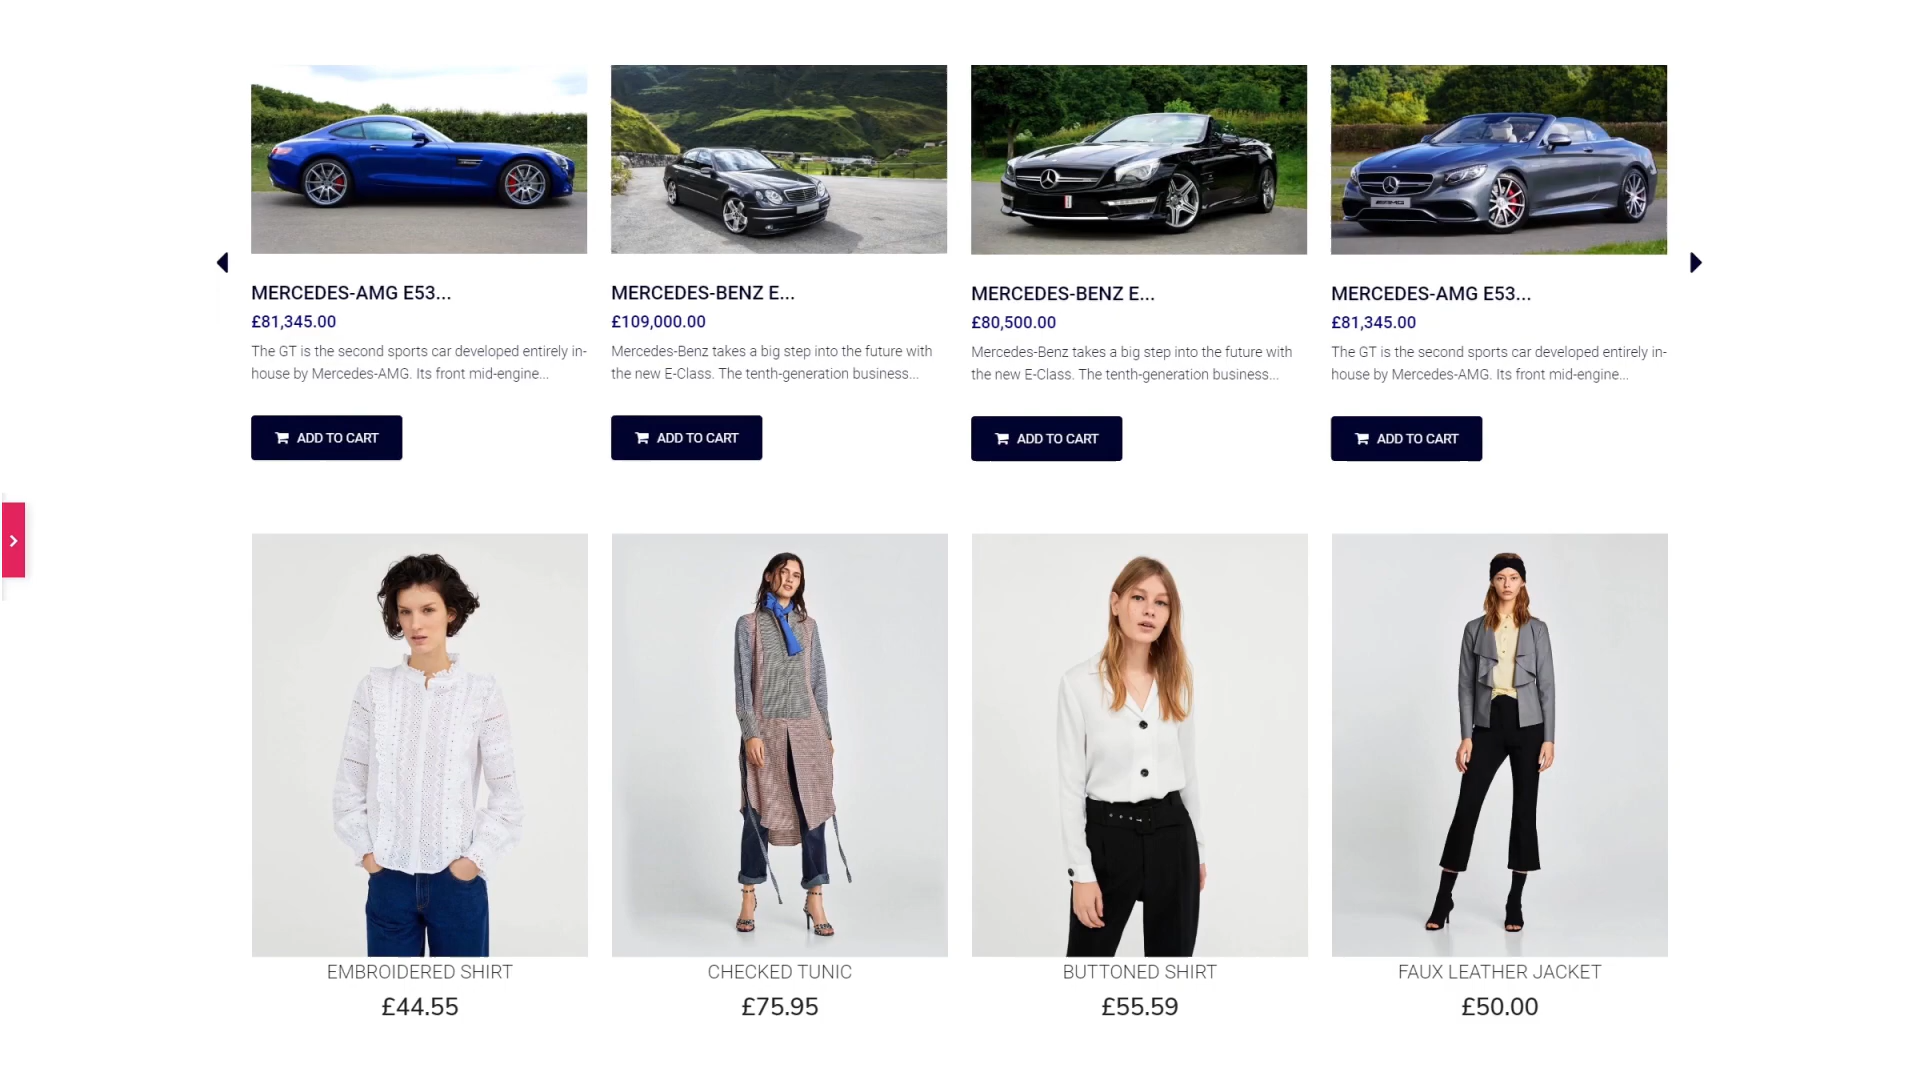 MERCEDES-AMG E53...
£81,345.00
The GT is the second sports car developed entirely in-
house by Mercedes-AMG. Its front mid-engine...
ADD TO CART
MERCEDES-BENZ E...
£109,000.00
Mercedes-Benz takes a big step into the future with
the new E-Class. The tenth-generation business...
ADD TO CART
MERCEDES-BENZ E...
£80,500.00
Mercedes-Benz takes a big step into the future with
the new E-Class. The tenth-generation business...
ADD TO CART
AMG
MERCEDES-AMG E53...
£81,345.00
The GT is the second sports car developed entirely in-
house by Mercedes-AMG. Its front mid-engine...
ADD TO CART
EMBROIDERED SHIRT
£44.55
CHECKED TUNIC
£75.95
BUTTONED SHIRT
£55.59
FAUX LEATHER JACKET
£50.00